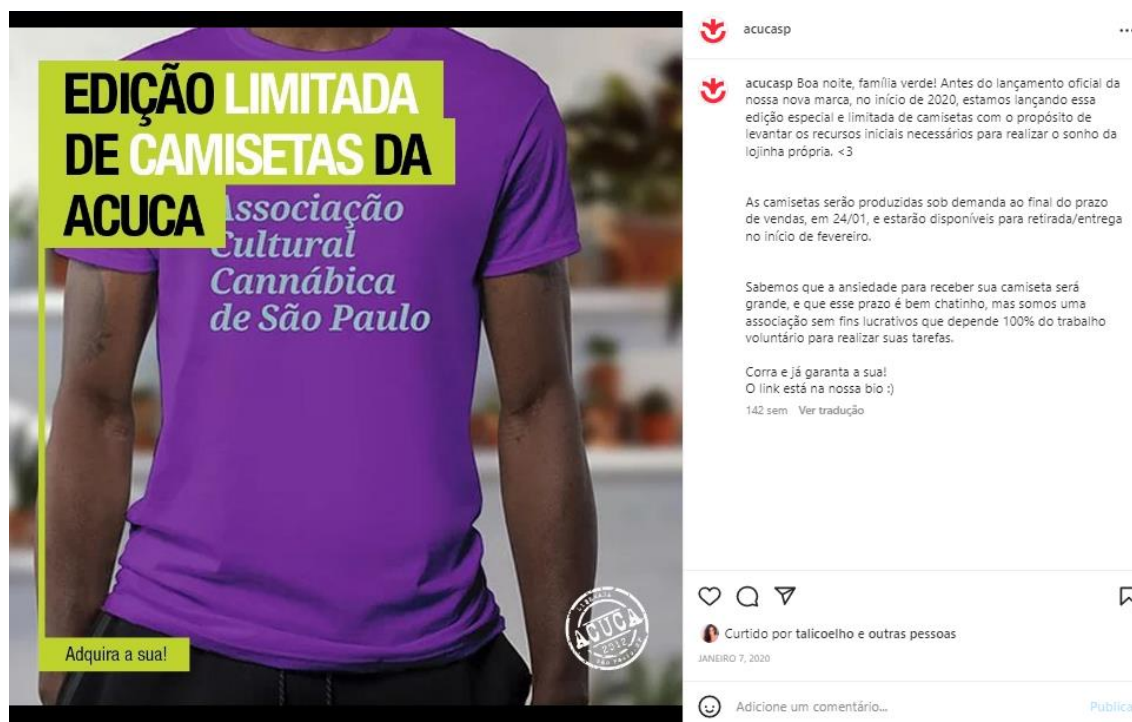 EDIÇÃO LIMITADA
DE CAMISETAS DA
ACUCA
Associação
Cultural
Cannábica
de São Paulo
Adquira a sua!
ACUCA
2012
SÃO PAULO, SP
acucasp
acucasp Boa noite, família verde! Antes do lançamento oficial da
nossa nova marca, no início de 2020, estamos lançando essa
edição especial e limitada de camisetas com o propósito de
levantar os recursos iniciais necessários para realizar o sonho da
lojinha própria. <3
As camisetas serão produzidas sob demanda ao final do prazo
de vendas, em 24/01, e estarão disponíveis para retirada/entrega
no início de fevereiro.
Sabemos que a ansiedade para receber sua camiseta será
grande, e que esse prazo é bem chatinho, mas somos uma
associação sem fins lucrativos que depende 100% do trabalho
voluntário para realizar suas tarefas.
Corra e já garanta a sua!
O link está na nossa bio :)
142 sem Ver tradução
Curtido por talicoelho e outras pessoas
JANEIRO 7, 2020
Adicione um comentário... Publica